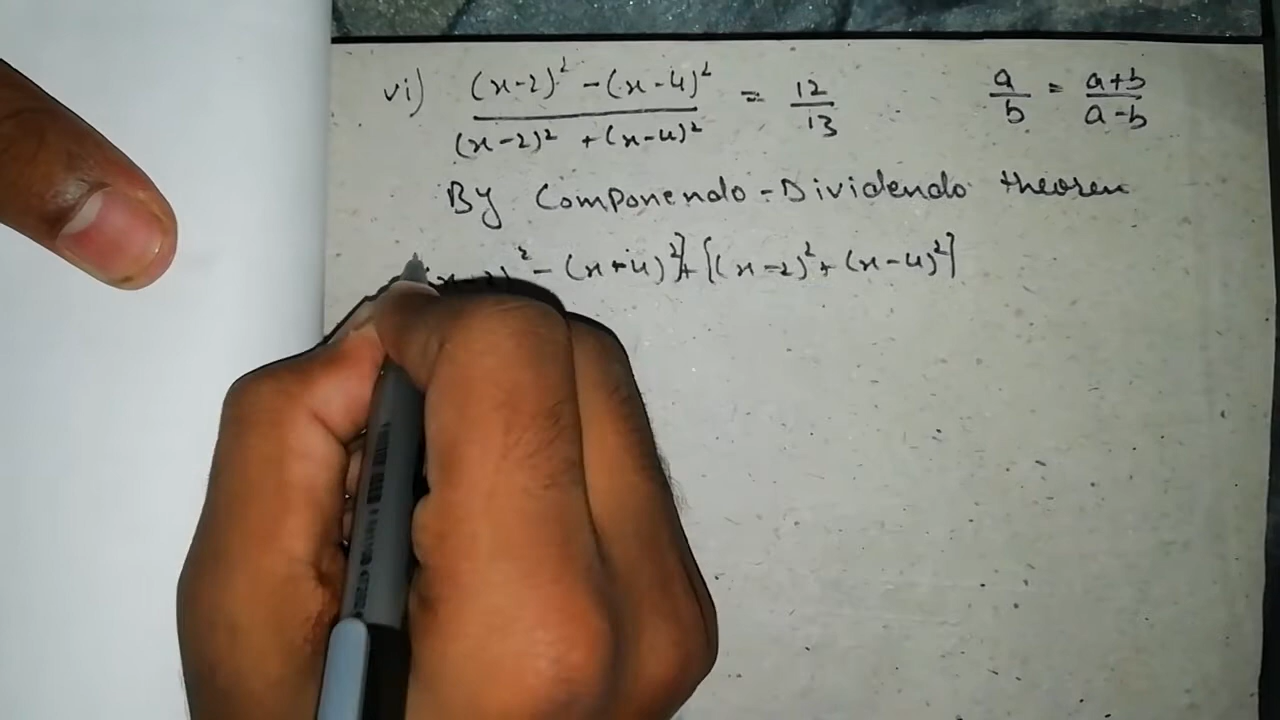 vi) (x-2)² - (x-4)² / (x-2)² + (x-4)² = 12/13 a/b = a+b/a-b
By Componendo-Dividendo theorem
² - (x+4)²} + {(x-2)² + (x-4)²}